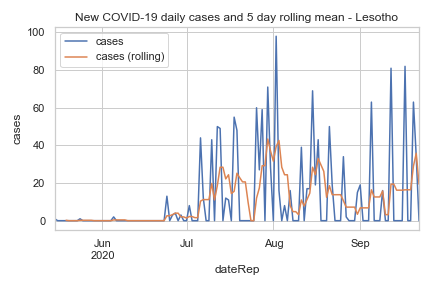 New COVID-19 daily cases and 5 day rolling mean - Lesotho
cases
cases (rolling)
100
80
60
40
20
0
cases
Jun
2020
Jul
Aug
Sep
dateRep